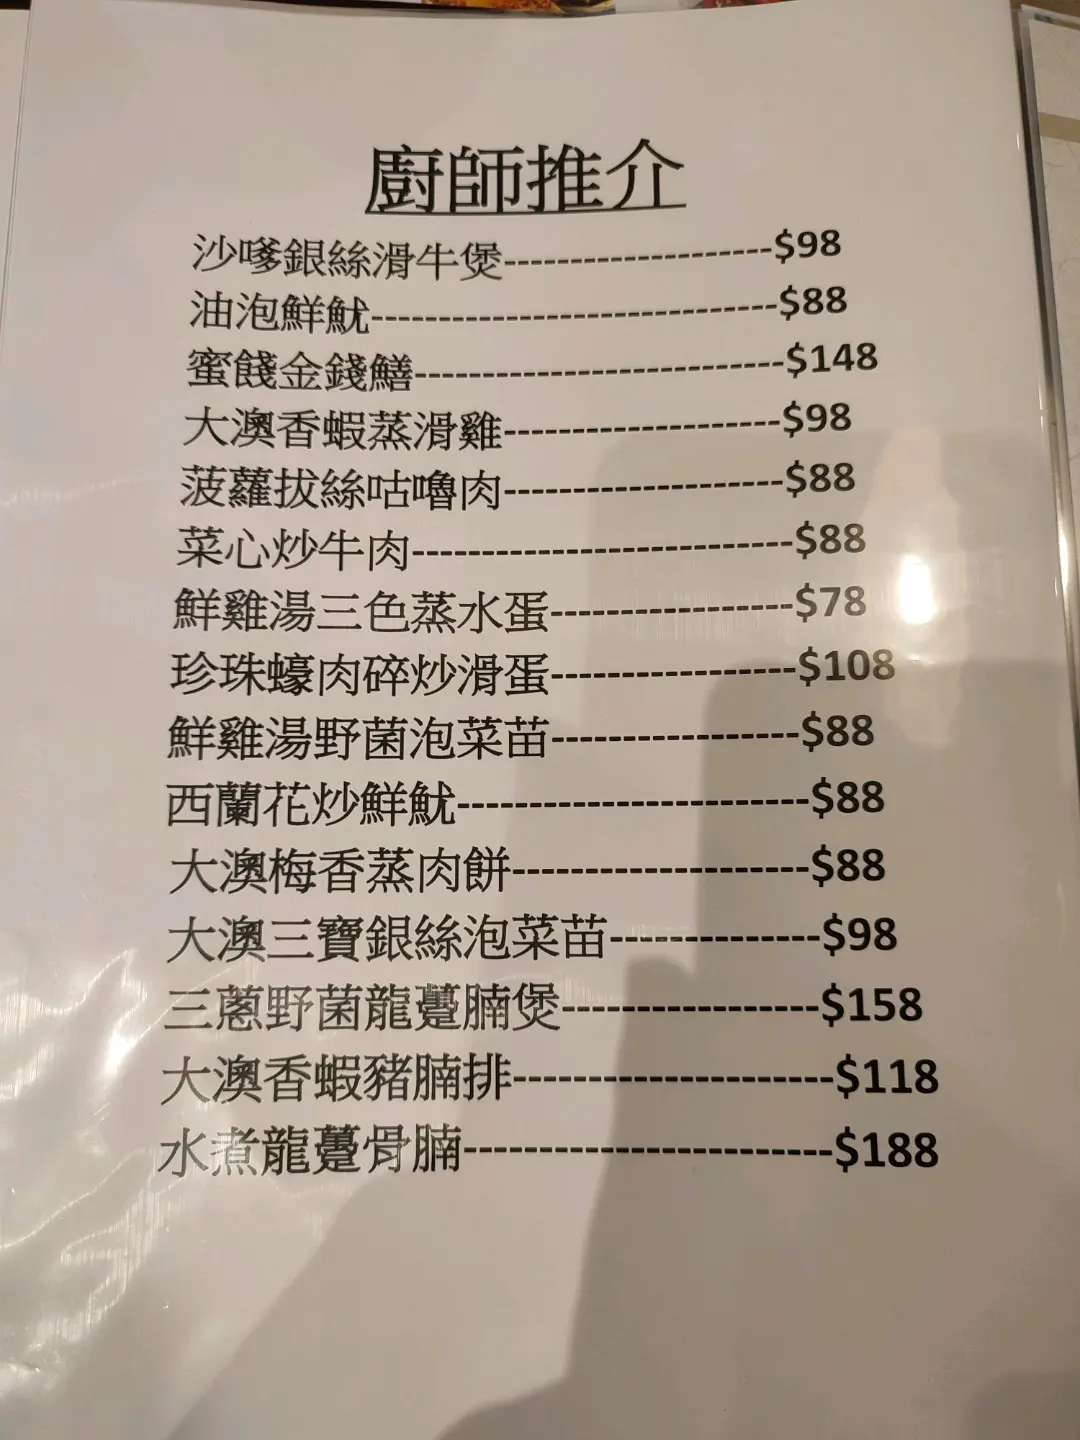 廚師推介
沙嗲銀絲滑牛煲--------------------$98
油泡鮮魷------------------------------$88
蜜餞金錢鱔---------------------------$148
大澳香蝦蒸滑雞--------------------$98
菠蘿拔絲咕嚕肉--------------------$88
菜心炒牛肉---------------------------$88
鮮雞湯三色蒸水蛋-----------------$78
珍珠蠔肉碎炒滑蛋-----------------$108
鮮雞湯野菌泡菜苗-----------------$88
西蘭花炒鮮魷------------------------$88
大澳梅香蒸肉餅--------------------$88
大澳三寶銀絲泡菜苗-------------$98
三蔥野菌龍躉腩煲-----------------$158
大澳香蝦豬腩排---------------------$118
水煮龍躉骨腩------------------------$188